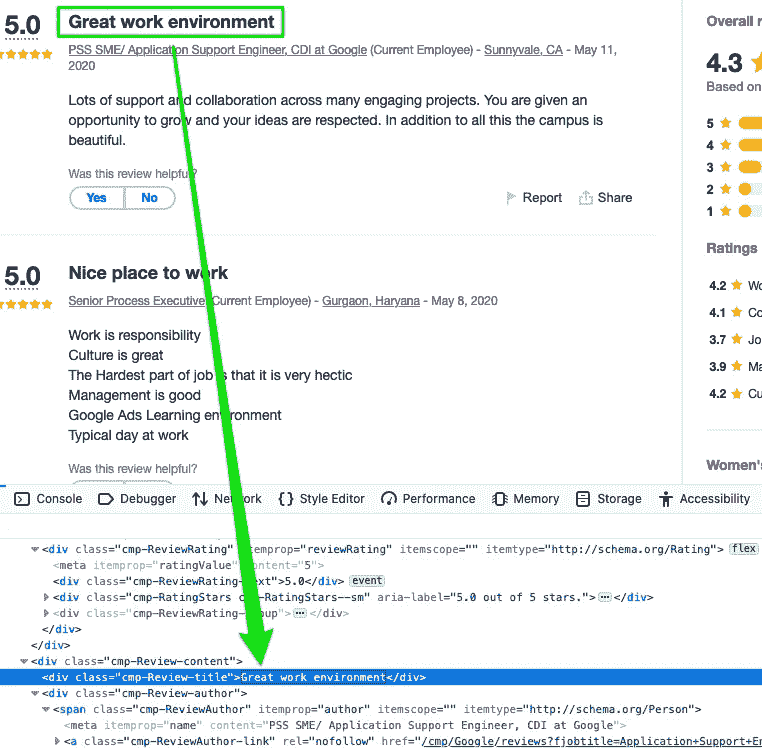 5.0
Great work environment
Overall
PSS SME/ Application Support Engineer, CDI at Google (Current Employee) - Sunnyvale, CA - May 11,
2020
4.3
Based on
Lots of support and collaboration across many engaging projects. You are given an
opportunity to grow and your ideas are respected. In addition to all this the campus is
beautiful.
5
4
3
2
1
Was this review helpful?
Yes
No
Report
Share
Ratings
5.0
Nice place to work
Senior Process Executive (Current Employee) - Gurgaon, Haryana - May 8, 2020
4.2
4.1
3.7
3.9
4.2
Work is responsibility
Culture is great
The Hardest part of job is that it is very hectic
Management is good
Google Ads Learning environment
Typical day at work
Was this review helpful?
Women's
Console Debugger Network {} Style Editor Performance Memory Storage Accessibility
<div class="cmp-ReviewRating" itemprop="reviewRating" itemscope="" itemtype="http://schema.org/Rating"> flex
<meta itemprop="ratingValue" content="5">
<div class="cmp-ReviewRating-text">5.0</div> event
<div class="cmp-RatingStars cmp-RatingStars--sm" aria-label="5.0 out of 5 stars."></div>
<div class="cmp-ReviewRating-group"></div>
</div>
</div>
<div class="cmp-Review-content">
<div class="cmp-Review-title">Great work environment</div>
<div class="cmp-Review-author">
<span class="cmp-ReviewAuthor" itemprop="author" itemscope="" itemtype="http://schema.org/Person">
<meta itemprop="name" content="PSS SME/ Application Support Engineer, CDI at Google">
<a class="cmp-ReviewAuthor-link" rel="nofollow" href="/cmp/Google/reviews?fjobtitle=Application+Support+En